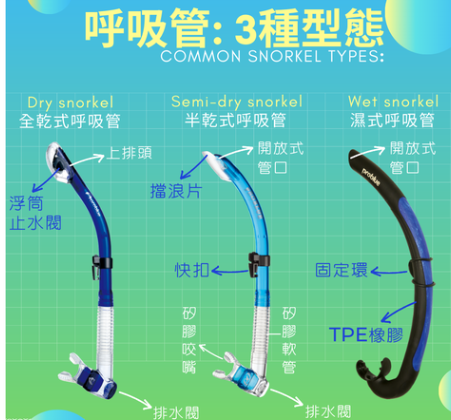 呼吸管: 3種型態
COMMON SNORKEL TYPES:
Dry snorkel
全乾式呼吸管
Semi-dry snorkel
半乾式呼吸管
Wet snorkel
濕式呼吸管
上排頭
浮筒
止水閥
排水閥
開放式
管口
擋浪片
快扣
矽膠咬嘴
矽膠軟管
排水閥
開放式
管口
固定環
TPE橡膠
problue